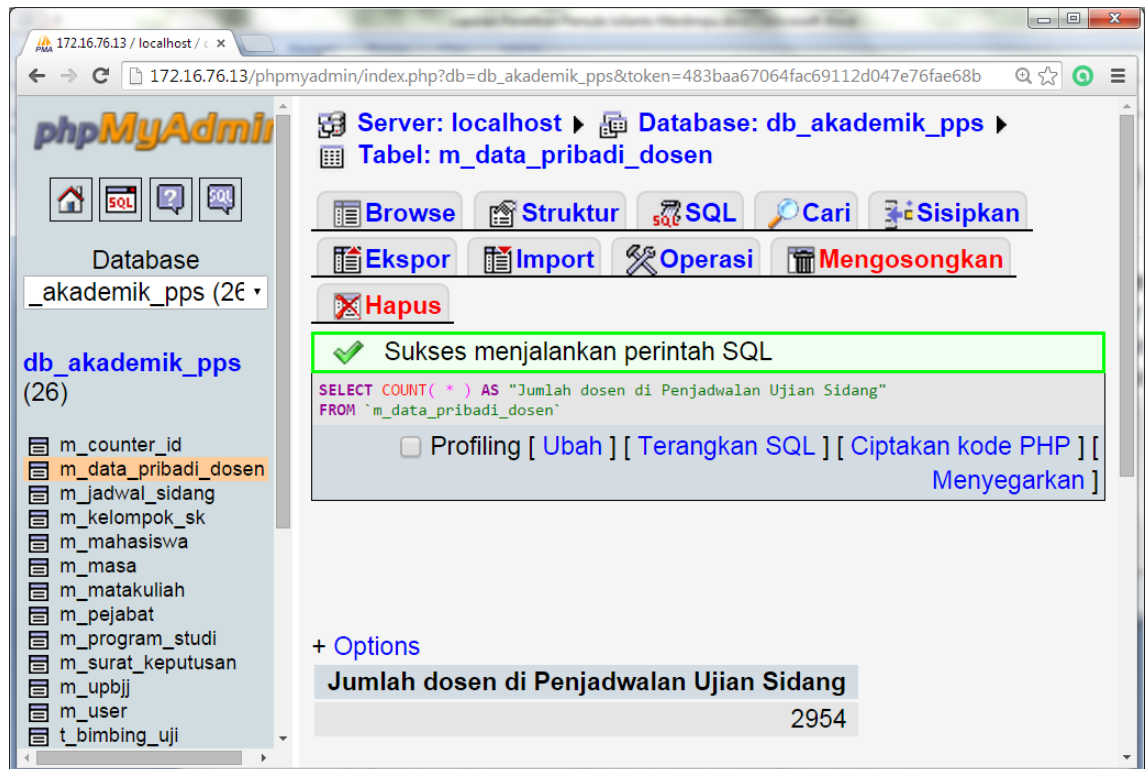 172.16.76.13 / localhost /
172.16.76.13/phpmyadmin/index.php?db=db_akademik_pps&token=483baa67064fac69112d047e76fae68b
phpMyAdmin
Database
_akademik_pps (26
db_akademik_pps
(26)
m_counter_id
m_data_pribadi_dosen
m_jadwal_sidang
m_kelompok_sk
m_mahasiswa
m_masa
m_matakuliah
m_pejabat
m_program_studi
m_surat_keputusan
m_upbjj
m_user
t_bimbing_uji
Server: localhost ▶ Database: db_akademik_pps ▶
Tabel: m_data_pribadi_dosen
Browse Struktur SQL Cari Sisipkan
Ekspor Import Operasi Mengosongkan
Hapus
Sukses menjalankan perintah SQL
SELECT COUNT( * ) AS "Jumlah dosen di Penjadwalan Ujian Sidang"
FROM `m_data_pribadi_dosen`
Profiling [ Ubah ] [ Terangkan SQL ] [ Ciptakan kode PHP ] [
Menyegarkan ]
+ Options
Jumlah dosen di Penjadwalan Ujian Sidang
2954